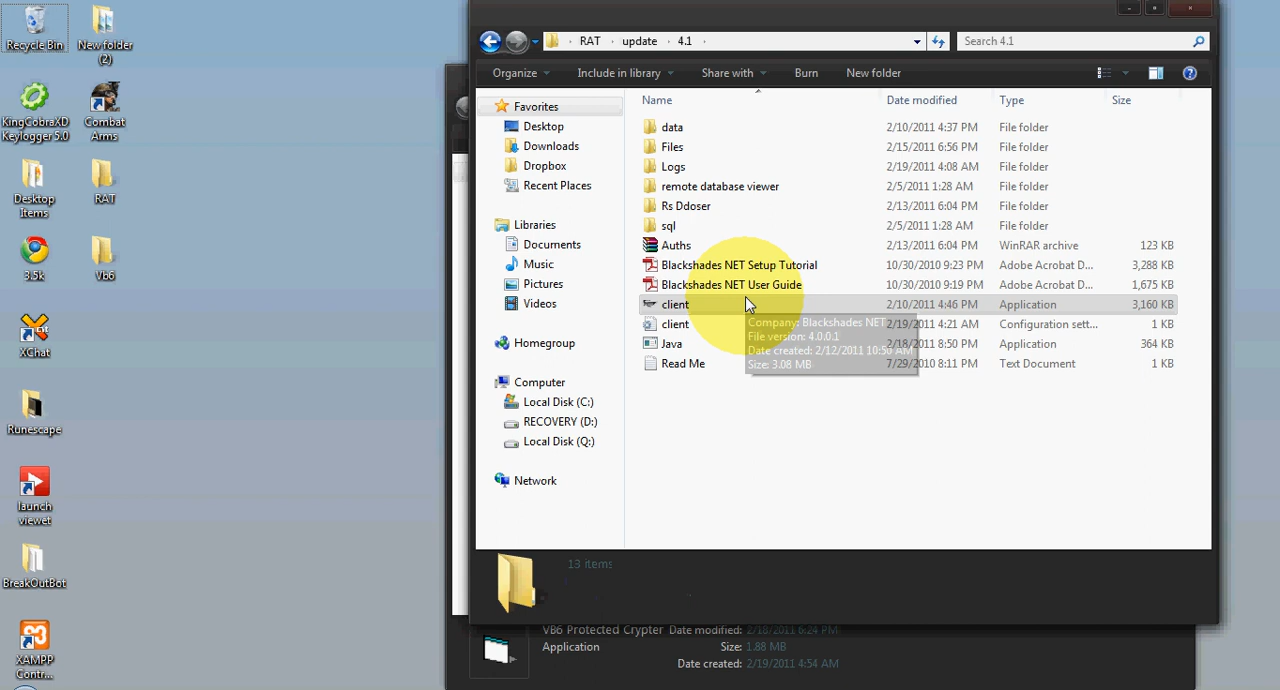 Recycle Bin
New folder
(2)
KingCobraXD
Keylogger 5.0
Combat
Arms
Desktop
Items
RAT
3.5k
Vb6
XChat
Runescape
launch
viewet
BreakOutBot
XAMPP
Contr...
RAT update 4.1
Search 4.1
Organize Include in library Share with Burn New folder
Favorites
Desktop
Downloads
Dropbox
Recent Places
Libraries
Documents
Music
Pictures
Videos
Homegroup
Computer
Local Disk (C:)
RECOVERY (D:)
Local Disk (Q:)
Network
Name Date modified Type Size
data 2/10/2011 4:37 PM File folder
Files 2/15/2011 6:56 PM File folder
Logs 2/19/2011 4:08 AM File folder
remote database viewer 2/5/2011 1:28 AM File folder
Rs Ddoser 2/13/2011 6:04 PM File folder
sql 2/5/2011 1:28 AM File folder
Auths 2/13/2011 6:04 PM WinRAR archive 123 KB
Blackshades NET Setup Tutorial 10/30/2010 9:23 PM Adobe Acrobat D... 3,288 KB
Blackshades NET User Guide 10/30/2010 9:19 PM Adobe Acrobat D... 1,675 KB
client 2/10/2011 4:46 PM Application 3,160 KB
client 2/19/2011 4:21 AM Configuration sett... 1 KB
Java 2/18/2011 8:50 PM Application 364 KB
Read Me 7/29/2010 8:11 PM Text Document 1 KB
Company: Blackshades NET
File version: 4.0.0.1
Date created: 2/12/2011 10:50 AM
Size: 3.08 MB
13 items
VB6 Protected Crypter Date modified: 2/18/2011 6:24 PM
Application Size: 1.88 MB
Date created: 2/19/2011 4:54 AM